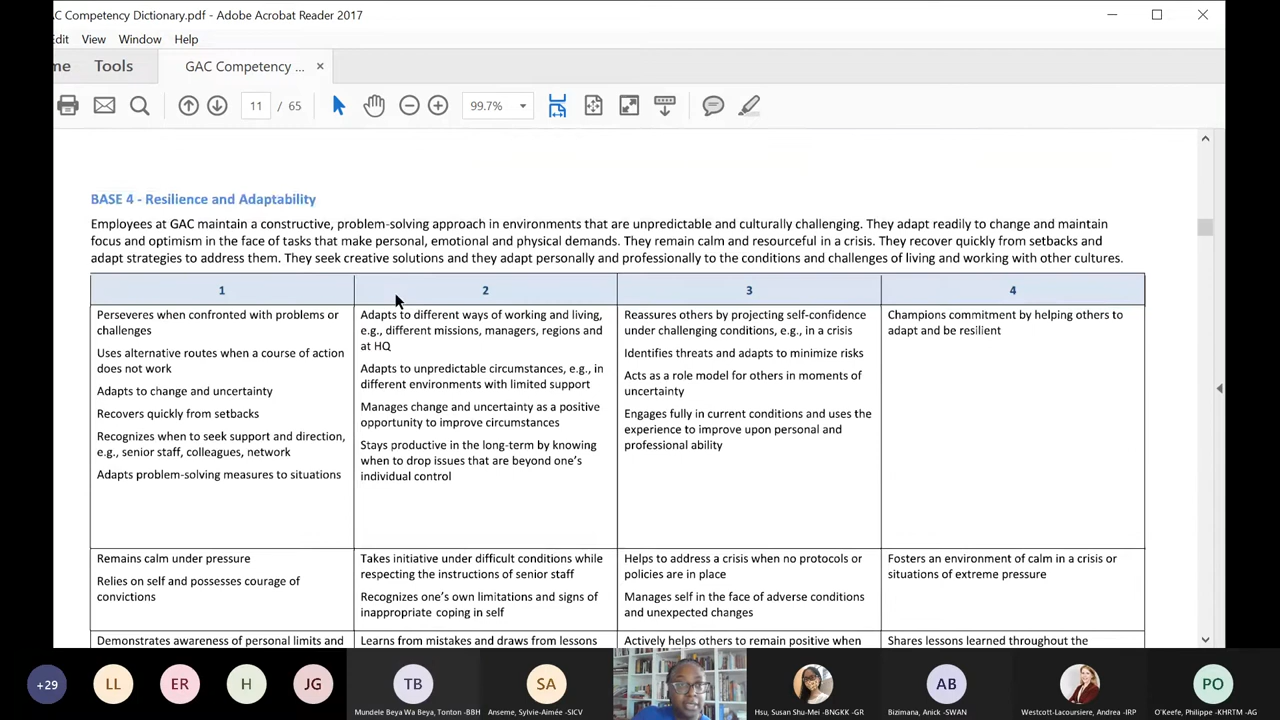 C Competency Dictionary.pdf - Adobe Acrobat Reader 2017
Edit View Window Help
me Tools GAC Competency ... ×
11 / 65 99.7%
BASE 4 - Resilience and Adaptability
Employees at GAC maintain a constructive, problem-solving approach in environments that are unpredictable and culturally challenging. They adapt readily to change and maintain
focus and optimism in the face of tasks that make personal, emotional and physical demands. They remain calm and resourceful in a crisis. They recover quickly from setbacks and
adapt strategies to address them. They seek creative solutions and they adapt personally and professionally to the conditions and challenges of living and working with other cultures.
1
2
3
4
Perseveres when confronted with problems or
challenges
Uses alternative routes when a course of action
does not work
Adapts to change and uncertainty
Recovers quickly from setbacks
Recognizes when to seek support and direction,
e.g., senior staff, colleagues, network
Adapts problem-solving measures to situations
Adapts to different ways of working and living,
e.g., different missions, managers, regions and
at HQ
Adapts to unpredictable circumstances, e.g., in
different environments with limited support
Manages change and uncertainty as a positive
opportunity to improve circumstances
Stays productive in the long-term by knowing
when to drop issues that are beyond one's
individual control
Reassures others by projecting self-confidence
under challenging conditions, e.g., in a crisis
Identifies threats and adapts to minimize risks
Acts as a role model for others in moments of
uncertainty
Engages fully in current conditions and uses the
experience to improve upon personal and
professional ability
Champions commitment by helping others to
adapt and be resilient
Remains calm under pressure
Relies on self and possesses courage of
convictions
Takes initiative under difficult conditions while
respecting the instructions of senior staff
Recognizes one's own limitations and signs of
inappropriate coping in self
Helps to address a crisis when no protocols or
policies are in place
Manages self in the face of adverse conditions
and unexpected changes
Fosters an environment of calm in a crisis or
situations of extreme pressure
Demonstrates awareness of personal limits and
Learns from mistakes and draws from lessons
Actively helps others to remain positive when
Shares lessons learned throughout the
+29
LL
ER
H
JG
TB
SA
AB
PO
Mundele Beya Wa Beya, Tonton -BBH
Anseme, Sylvie-Aimée -SICV
Hsu, Susan Shu-Mei -BNGKK -GR
Bizimana, Anick -SWAN
Westcott-Lacoursiere, Andrea -IRP
O'Keefe, Philippe -KHRTM -AG